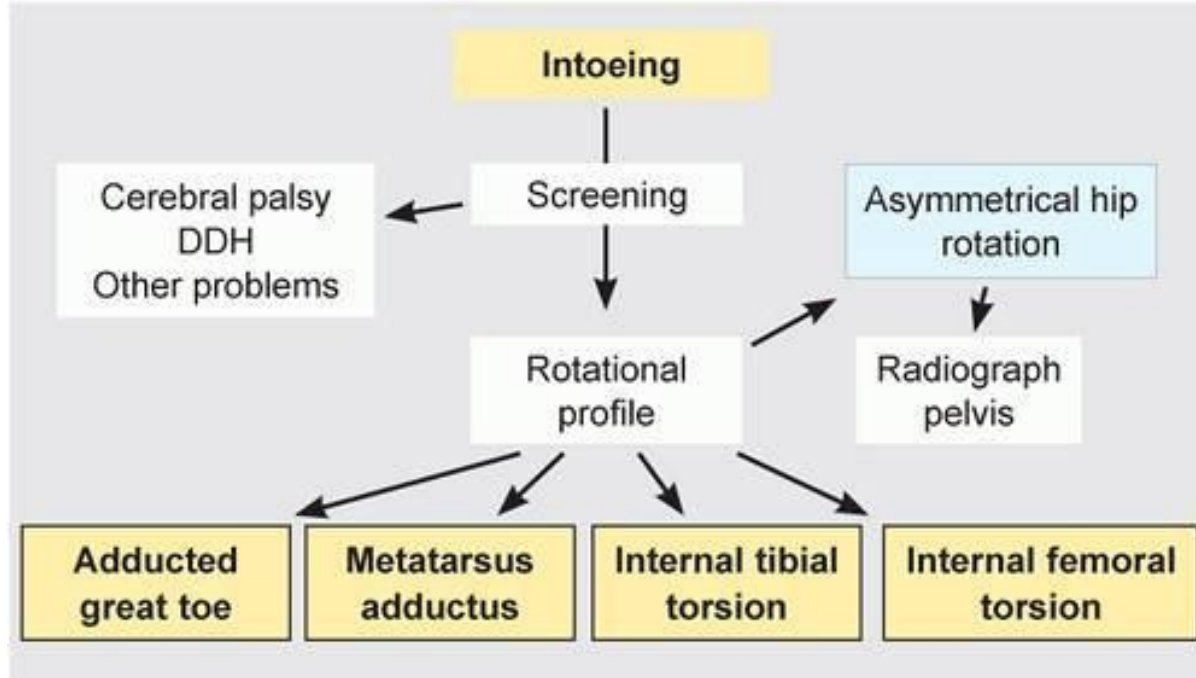 Intoeing
Cerebral palsy
DDH
Other problems
Screening
Asymmetrical hip
rotation
Rotational
profile
Radiograph
pelvis
Adducted
great toe
Metatarsus
adductus
Internal tibial
torsion
Internal femoral
torsion